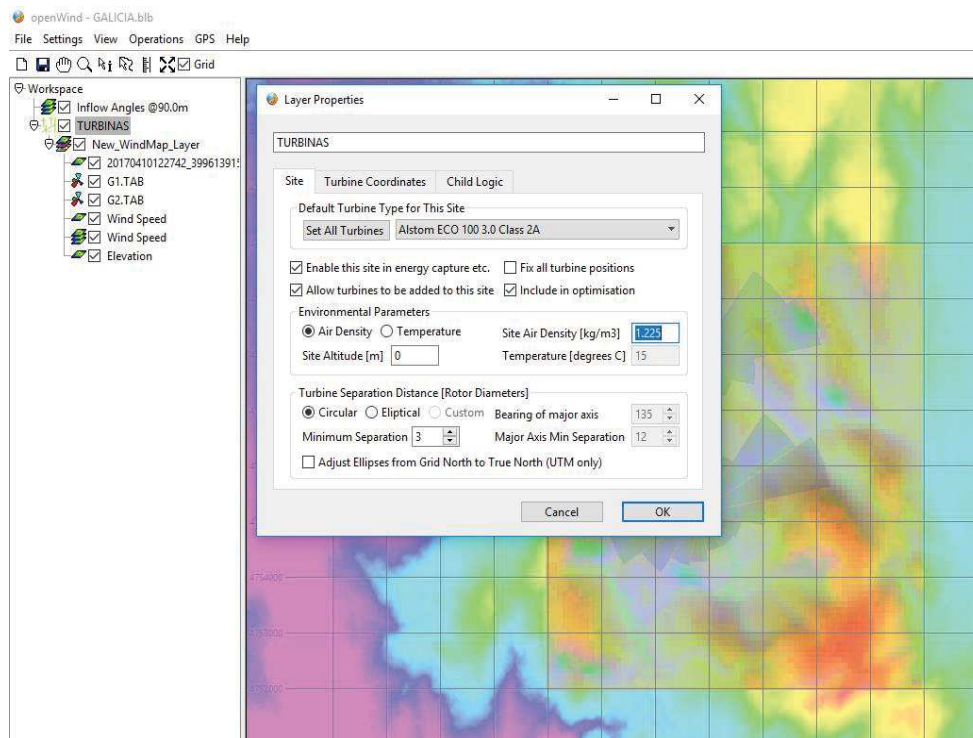 openWind - GALICIA.blb
File Settings View Operations GPS Help
Grid
Workspace
Inflow Angles @90.0m
TURBINAS
New_WindMap_Layer
20170410122742_399613915
G1.TAB
G2.TAB
Wind Speed
Wind Speed
Elevation
Layer Properties
TURBINAS
Site Turbine Coordinates Child Logic
Default Turbine Type for This Site
Set All Turbines Alstom ECO 100 3.0 Class 2A
Enable this site in energy capture etc. Fix all turbine positions
Allow turbines to be added to this site Include in optimisation
Environmental Parameters
Air Density Temperature Site Air Density [kg/m3] 1.225
Site Altitude [m] 0 Temperature [degrees C] 15
Turbine Separation Distance [Rotor Diameters]
Circular Eliptical Custom Bearing of major axis 135
Minimum Separation 3 Major Axis Min Separation 12
Adjust Ellipses from Grid North to True North (UTM only)
Cancel OK
4754000
4753000
4752000